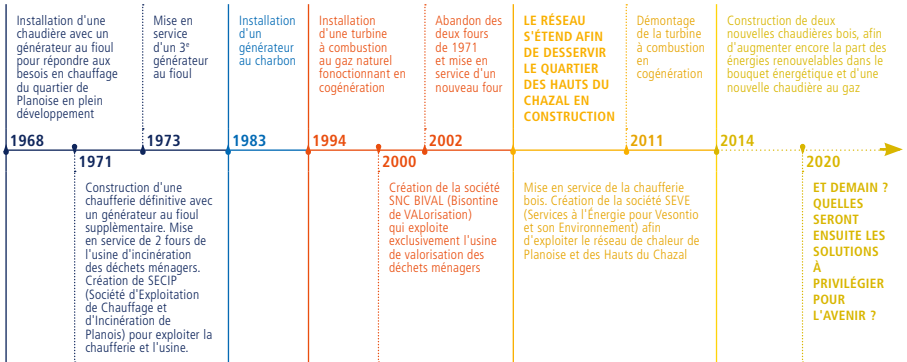 Installation d'une
chaudière avec un
générateur au fioul
pour répondre aux
besois en chauffage
du quartier de
Planoise en plein
développement
Mise en
service
d'un 3e
générateur
au fioul
Installation
d'un
générateur
au charbon
Installation
d'une turbine
à combustion
au gaz naturel
fonoctionnant en
cogénération
Abandon des
deux fours
de 1971
et mise en
service d'un
nouveau four
LE RÉSEAU
S'ÉTEND AFIN
DE DESSERVIR
LE QUARTIER
DES HAUTS DU
CHAZAL EN
CONSTRUCTION
Démontage
de la turbine
à combustion
en
cogénération
Construction de deux
nouvelles chaudières bois, afin
d'augmenter encore la part des
énergies renouvelables dans le
bouquet énergétique et d'une
nouvelle chaudière au gaz
1968
1973
1983
1994
2002
2011
2014
1971
2000
2020
Construction d'une
chaufferie définitive avec
un générateur au fioul
supplémentaire. Mise
en service de 2 fours de
l'usine d'incinération
des déchets ménagers.
Création de SECIP
(Société d'Exploitation
de Chauffage et
d'Incinération de
Planois) pour exploiter la
chaufferie et l'usine.
Création de la société
SNC BIVAL (Bisontine
de VALorisation)
qui exploite
exclusivement l'usine
de valorisation des
déchets ménagers
Mise en service de la chaufferie
bois. Création de la société SEVE
(Services à l'Énergie pour Vesontio
et son Environnement) afin
d'exploiter le réseau de chaleur de
Planoise et des Hauts du Chazal
ET DEMAIN ?
QUELLES
SERONT
ENSUITE LES
SOLUTIONS
À
PRIVILÉGIER
POUR
L'AVENIR ?